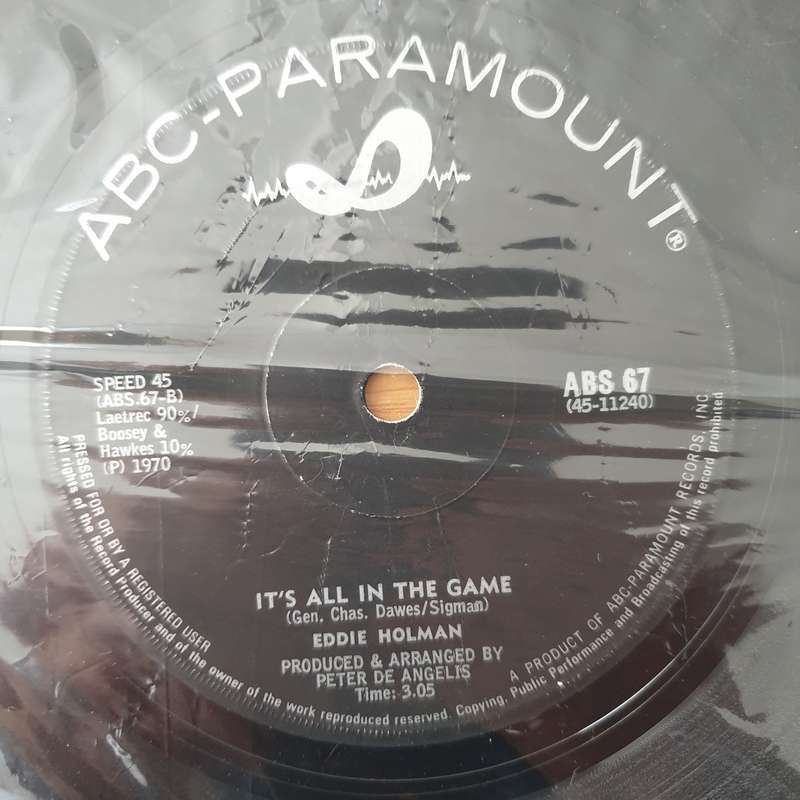 ABC-PARAMOUNT®
SPEED 45
(ABS.67-B)
Laetrec 90%/
Boosey &
Hawkes 10%
(P) 1970
ABS 67
(45-11240)
IT'S ALL IN THE GAME
(Gen. Chas. Dawes/Sigman)
EDDIE HOLMAN
PRODUCED & ARRANGED BY
PETER DE ANGELIS
Time: 3.05
PRESSED FOR OR BY A REGISTERED USER
A PRODUCT OF ABC-PARAMOUNT RECORDS, INC.
All rights of the Record Producer and of the owner of the work reproduced reserved. Copying, Public Performance and Broadcasting of this record prohibited